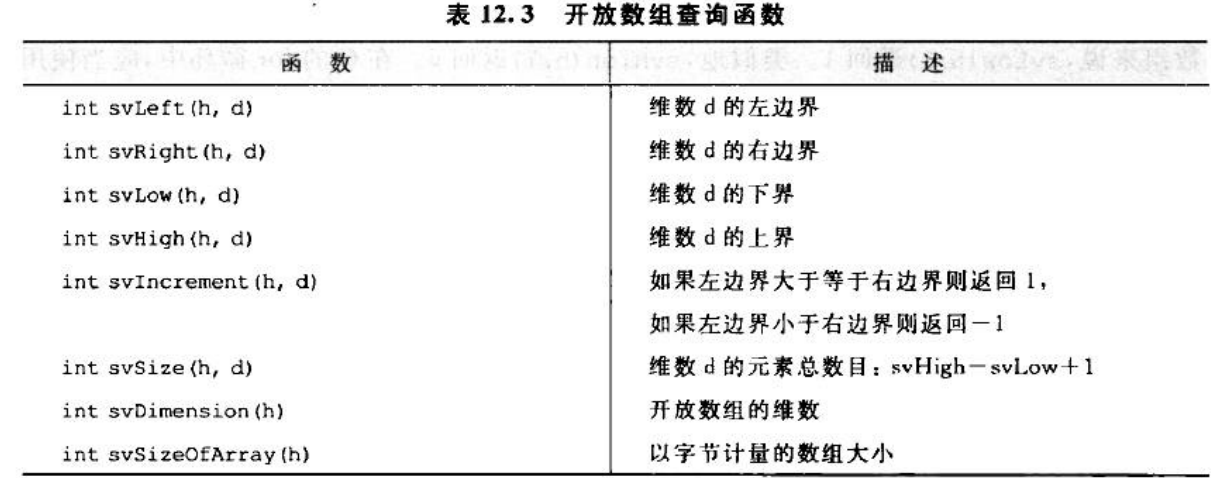 表 12.3 开放数组查询函数
函 数 描 述
int svLeft(h, d) 维数 d 的左边界
int svRight(h, d) 维数 d 的右边界
int svLow(h, d) 维数 d 的下界
int svHigh(h, d) 维数 d 的上界
int svIncrement(h, d) 如果左边界大于等于右边界则返回 1,
如果左边界小于右边界则返回-1
int svSize(h, d) 维数 d 的元素总数目: svHigh-svLow+1
int svDimension(h) 开放数组的维数
int svSizeOfArray(h) 以字节计量的数组大小